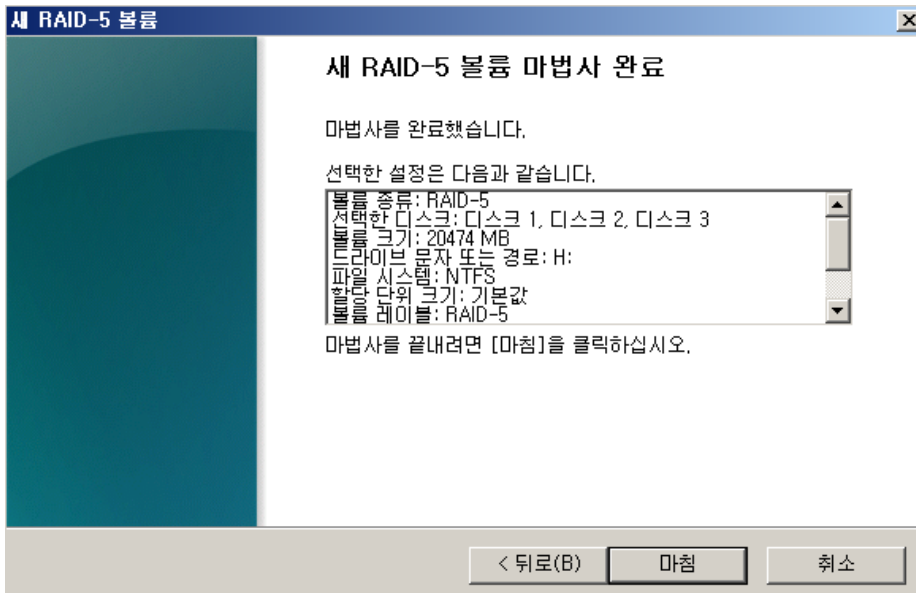 새 RAID-5 볼륨
새 RAID-5 볼륨 마법사 완료
마법사를 완료했습니다.
선택한 설정은 다음과 같습니다.
볼륨 종류: RAID-5
선택한 디스크: 디스크 1, 디스크 2, 디스크 3
볼륨 크기: 20474 MB
드라이브 문자 또는 경로: H:
파일 시스템: NTFS
할당 단위 크기: 기본값
볼륨 레이블: RAID-5
마법사를 끝내려면 [마침]을 클릭하십시오.
< 뒤로(B) 마침 취소